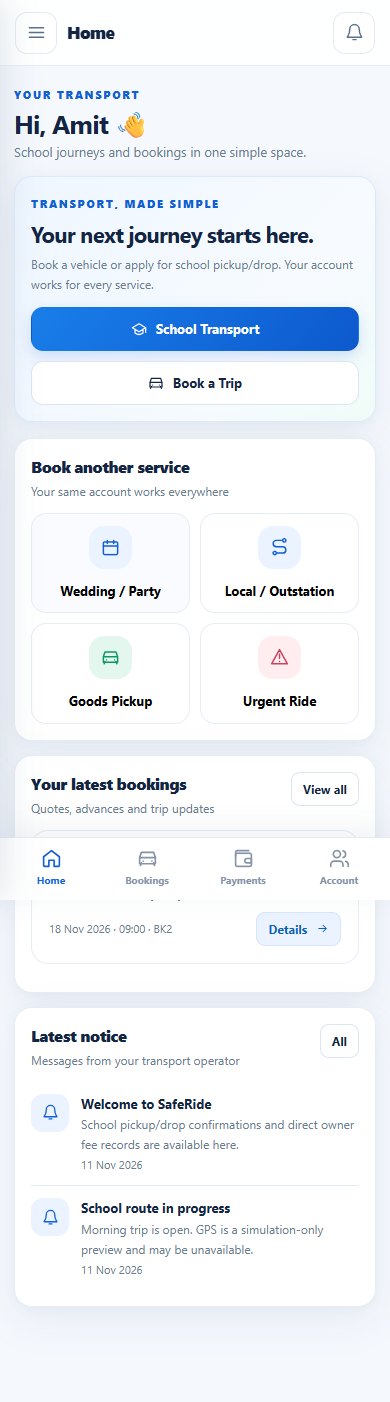 Home
YOUR TRANSPORT
Hi, Amit 👋
School journeys and bookings in one simple space.
TRANSPORT, MADE SIMPLE
Your next journey starts here.
Book a vehicle or apply for school pickup/drop. Your account
works for every service.
School Transport
Book a Trip
Book another service
Your same account works everywhere
Wedding / Party
Local / Outstation
Goods Pickup
Urgent Ride
Your latest bookings
View all
Quotes, advances and trip updates
Home
Bookings
Payments
Account
18 Nov 2026 · 09:00 · BK2
Details
Latest notice
All
Messages from your transport operator
Welcome to SafeRide
School pickup/drop confirmations and direct owner
fee records are available here.
11 Nov 2026
School route in progress
Morning trip is open. GPS is a simulation-only
preview and may be unavailable.
11 Nov 2026